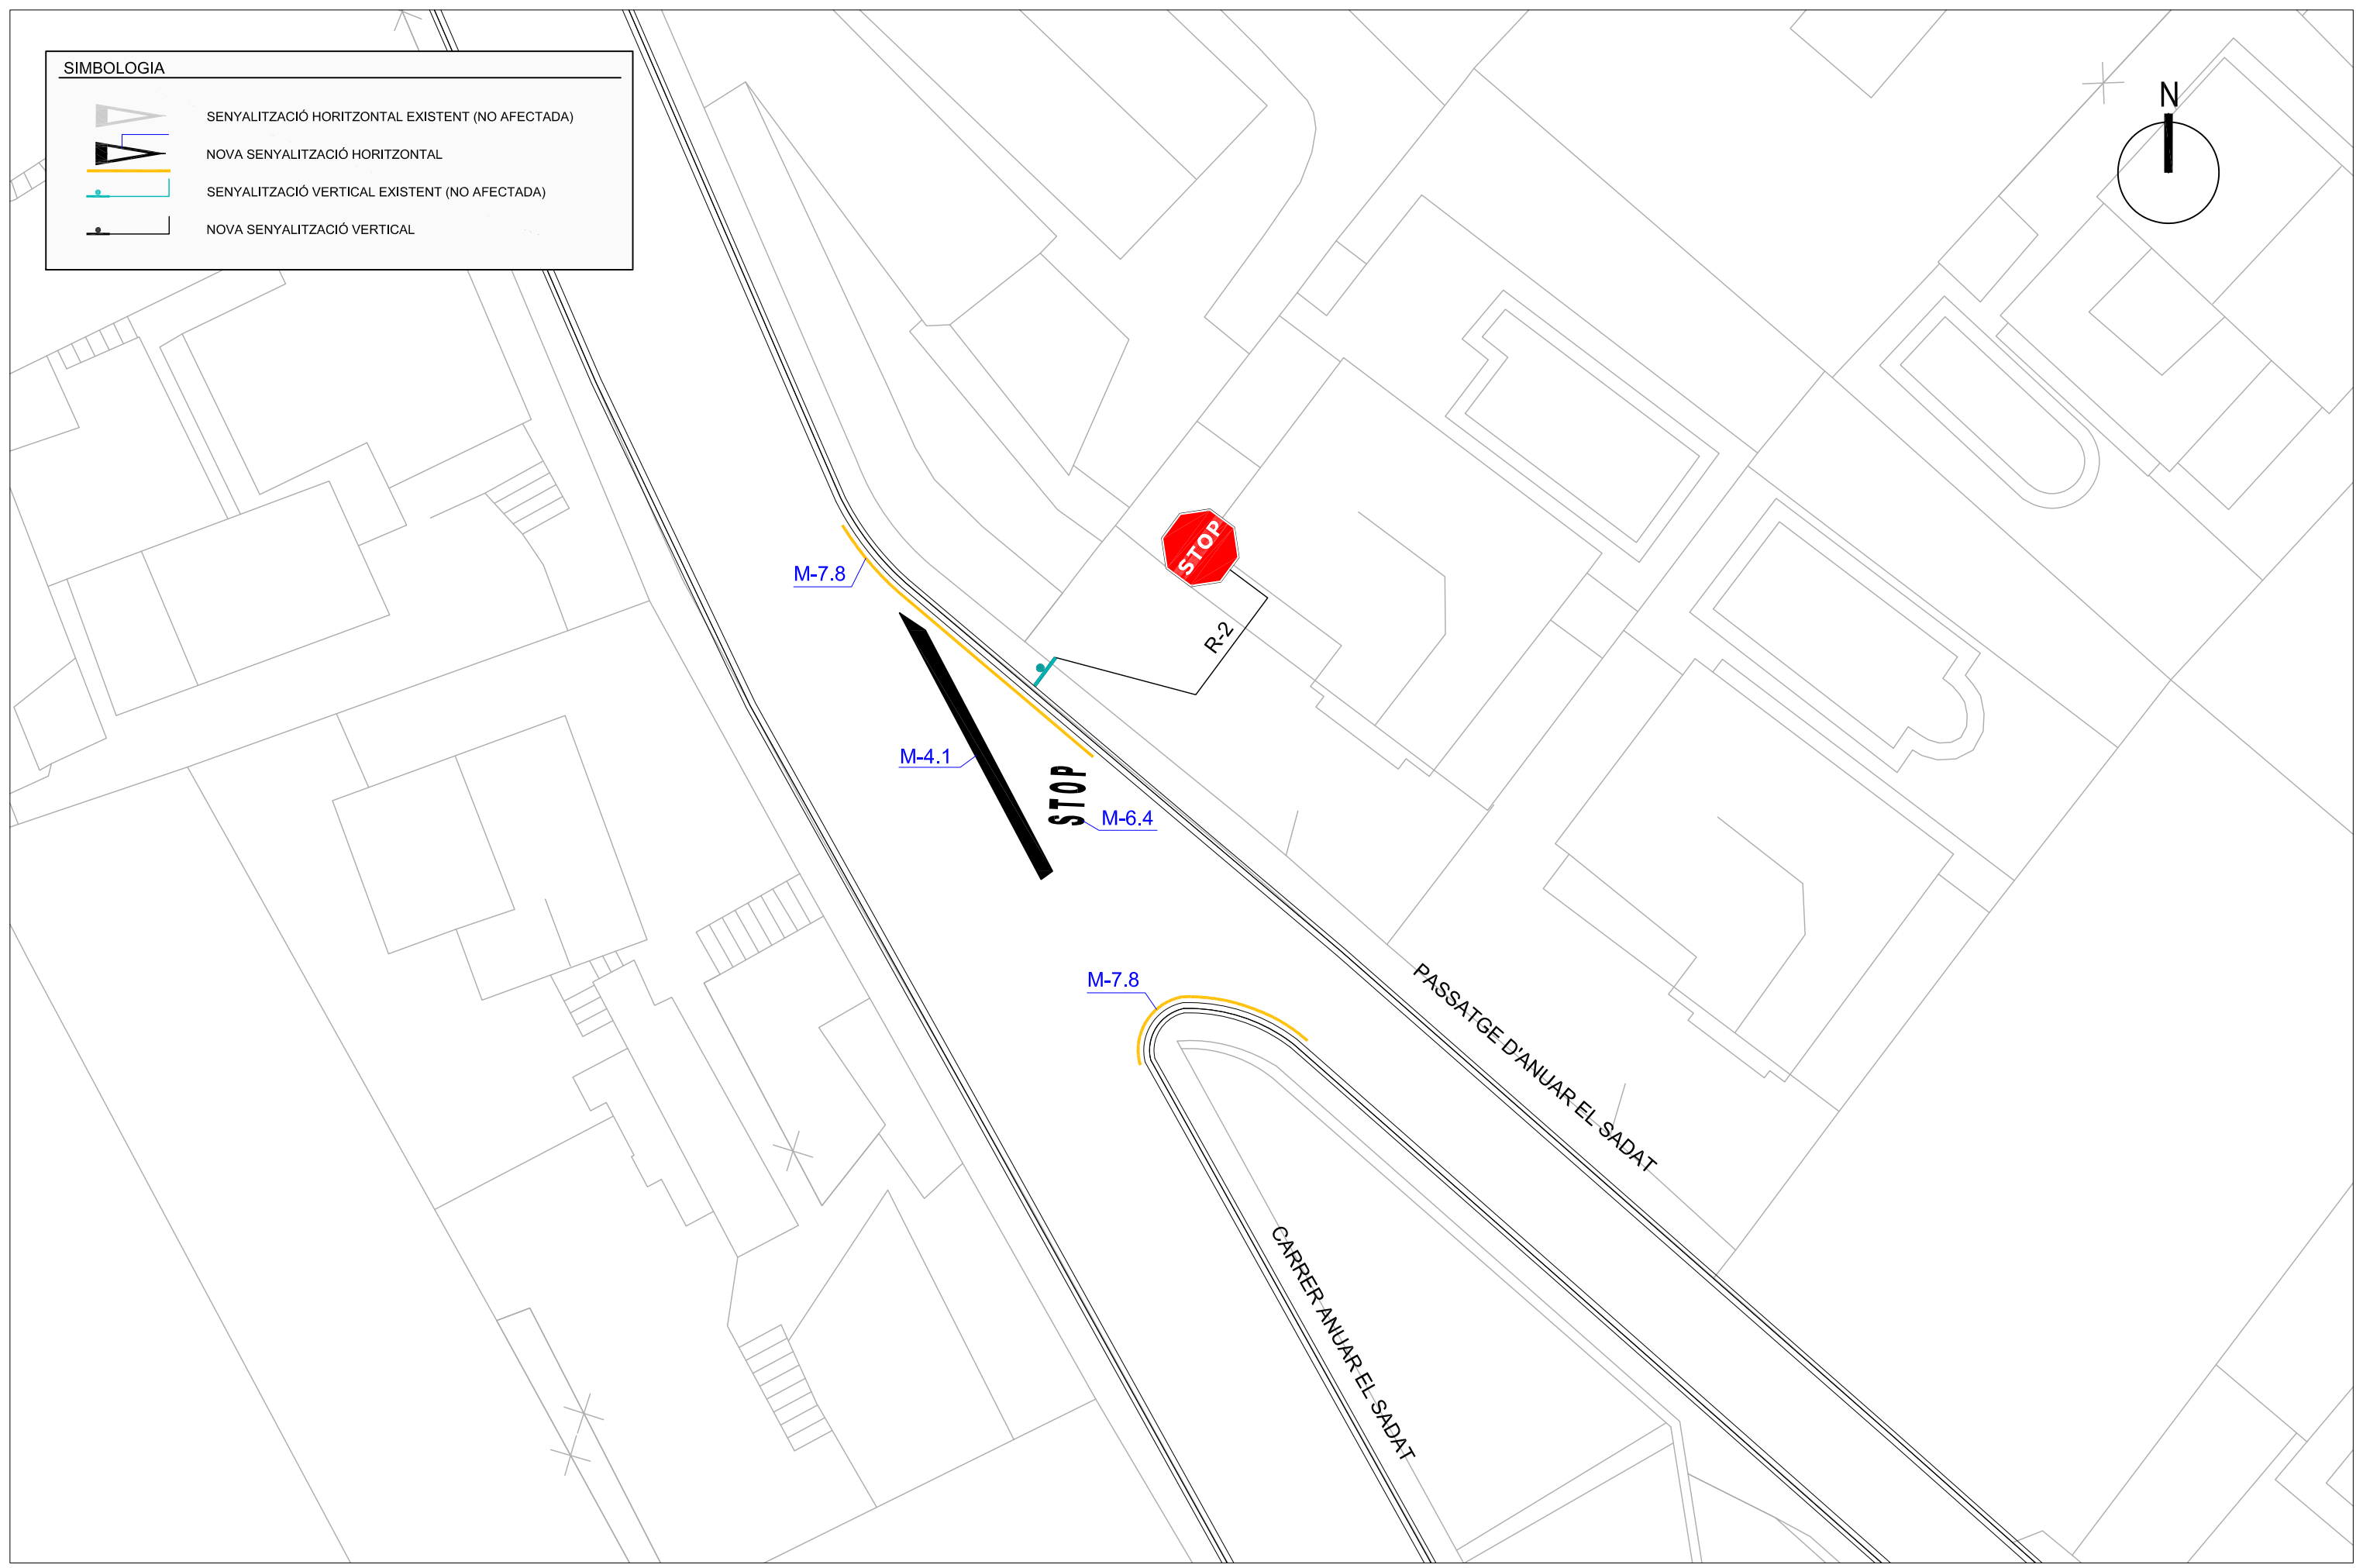 SIMBOLOGIA
SENYALITZACIÓ HORITZONTAL EXISTENT (NO AFECTADA)
NOVA SENYALITZACIÓ HORITZONTAL
SENYALITZACIÓ VERTICAL EXISTENT (NO AFECTADA)
NOVA SENYALITZACIÓ VERTICAL
N
STOP
R-2
M-7.8
M-4.1
STOP
M-6.4
M-7.8
PASSATGE D'ANUAR EL SADAT
CARRER ANUAR EL SADAT